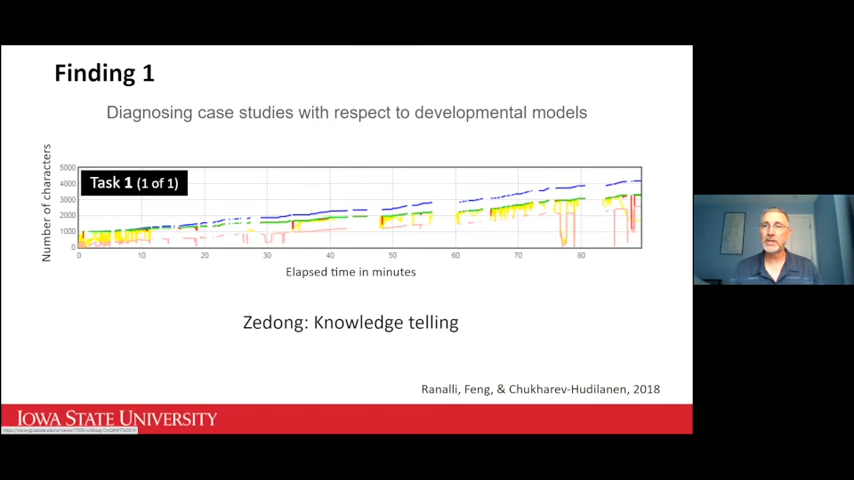 Finding 1
Diagnosing case studies with respect to developmental models
Number of characters
5000
4000
3000
2000
1000
0
Task 1 (1 of 1)
0 10 20 30 40 50 60 70 80
Elapsed time in minutes
Zedong: Knowledge telling
Ranalli, Feng, & Chukharev-Hudilanen, 2018
IOWA STATE UNIVERSITY